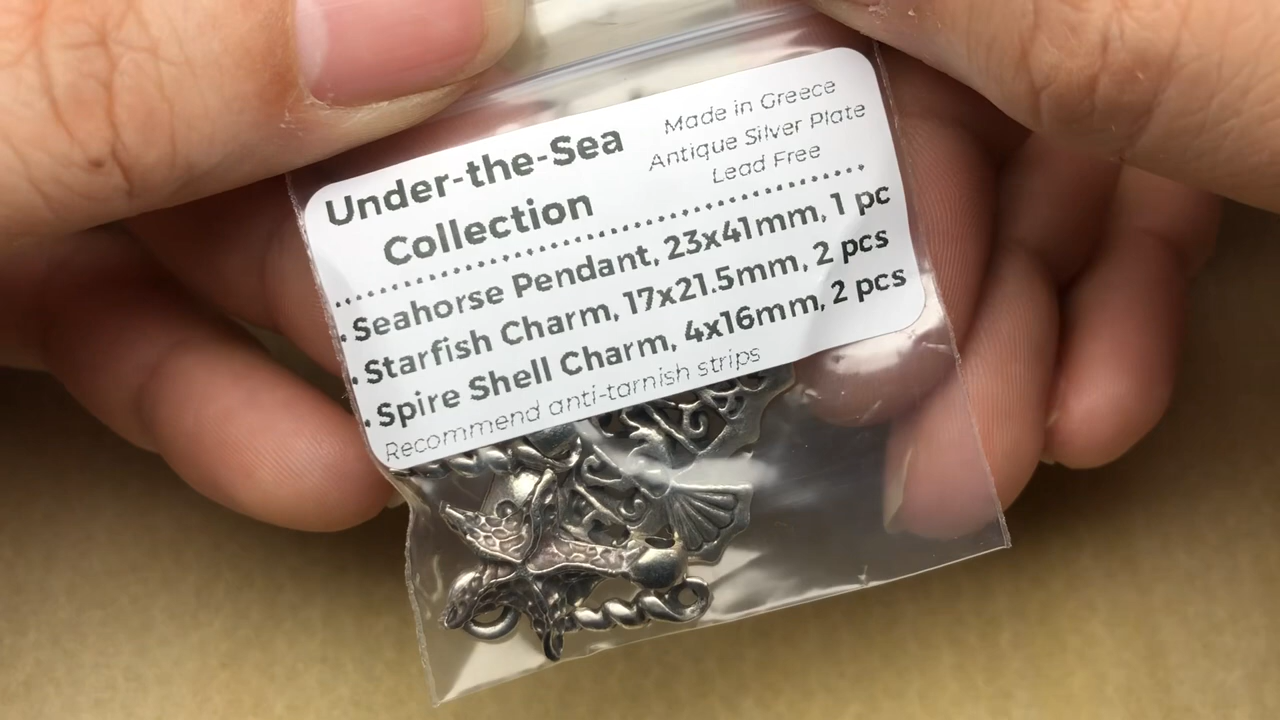 Under-the-Sea
Collection
Made in Greece
Antique Silver Plate
Lead Free
• Seahorse Pendant, 23x41mm, 1 pc
• Starfish Charm, 17x21.5mm, 2 pcs
• Spire Shell Charm, 4x16mm, 2 pcs
Recommend anti-tarnish strips